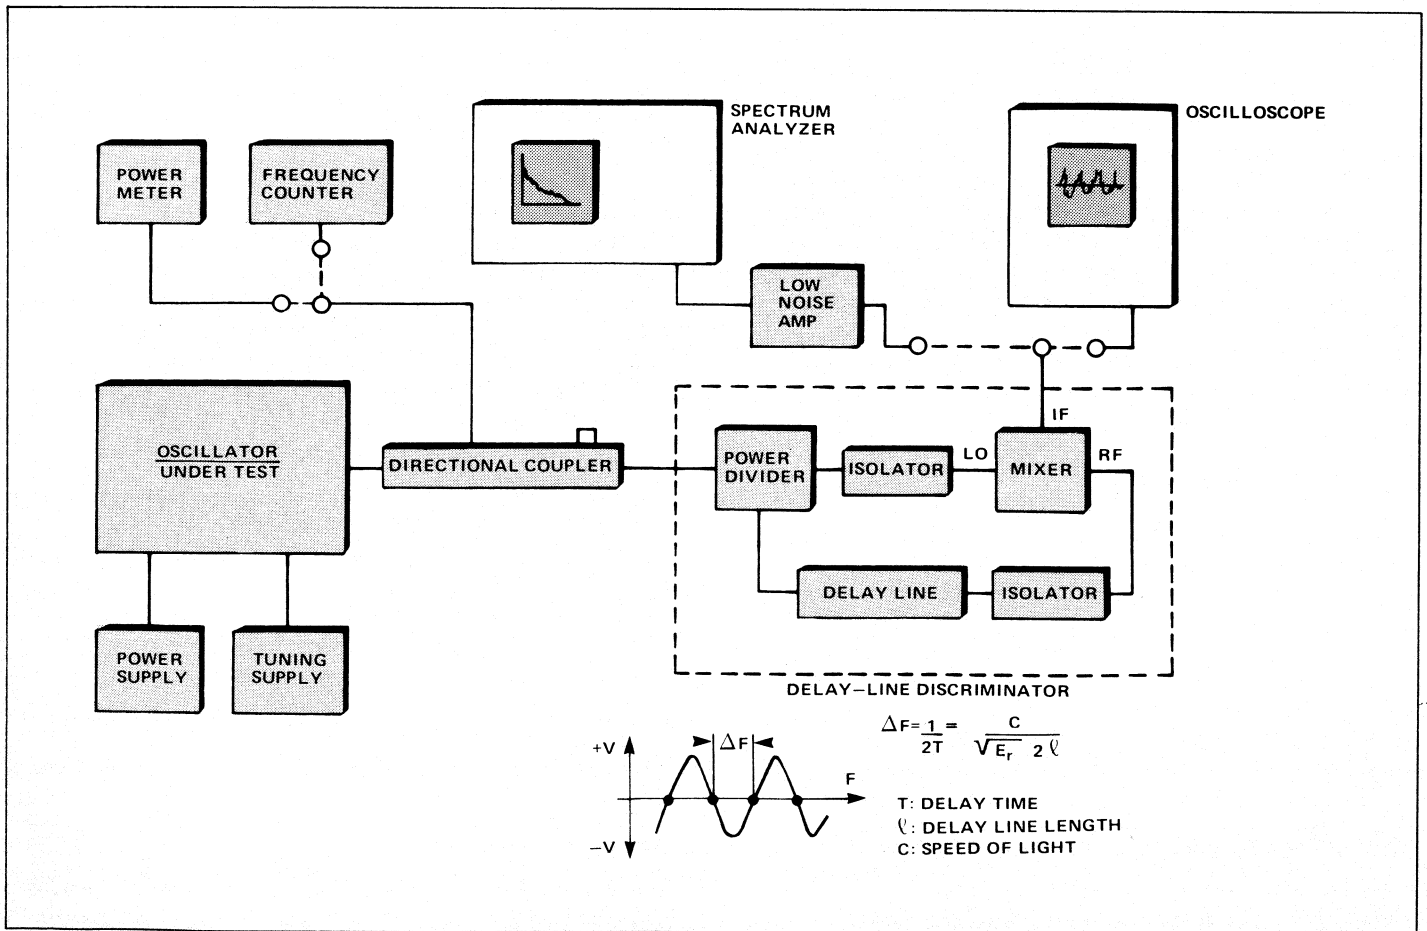 SPECTRUM
ANALYZER
OSCILLOSCOPE
POWER
METER
FREQUENCY
COUNTER
LOW
NOISE
AMP
IF
OSCILLATOR
UNDER TEST
DIRECTIONAL COUPLER
POWER
DIVIDER
ISOLATOR
LO
MIXER
RF
DELAY LINE
ISOLATOR
POWER
SUPPLY
TUNING
SUPPLY
DELAY–LINE DISCRIMINATOR
ΔF= 1/2T = C/√Er 2ℓ
+V
ΔF
F
−V
T: DELAY TIME
ℓ: DELAY LINE LENGTH
C: SPEED OF LIGHT